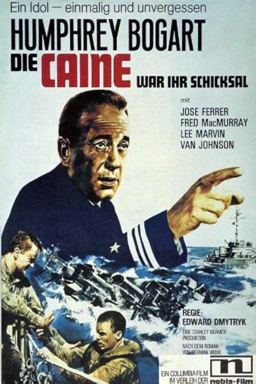 Ein Idol — einmalig und unvergessen
HUMPHREY BOGART
DIE CAINE
WAR IHR SCHICKSAL
mit
JOSE FERRER
FRED MacMURRAY
LEE MARVIN
VAN JOHNSON
REGIE:
EDWARD DMYTRYK
EINE STANLEY KRAMER
PRODUKTION
NACH DEM ROMAN
VON HERMAN WOUK
EIN COLUMBIA FILM
IM VERLEIH DER
n
nobis-film